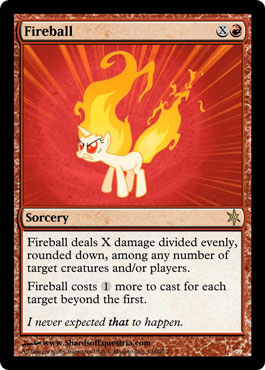 Fireball
X
Sorcery
Fireball deals X damage divided evenly,
rounded down, among any number of
target creatures and/or players.
Fireball costs 1 more to cast for each
target beyond the first.
I never expected that to happen.
www.ShardsofEquestria.com